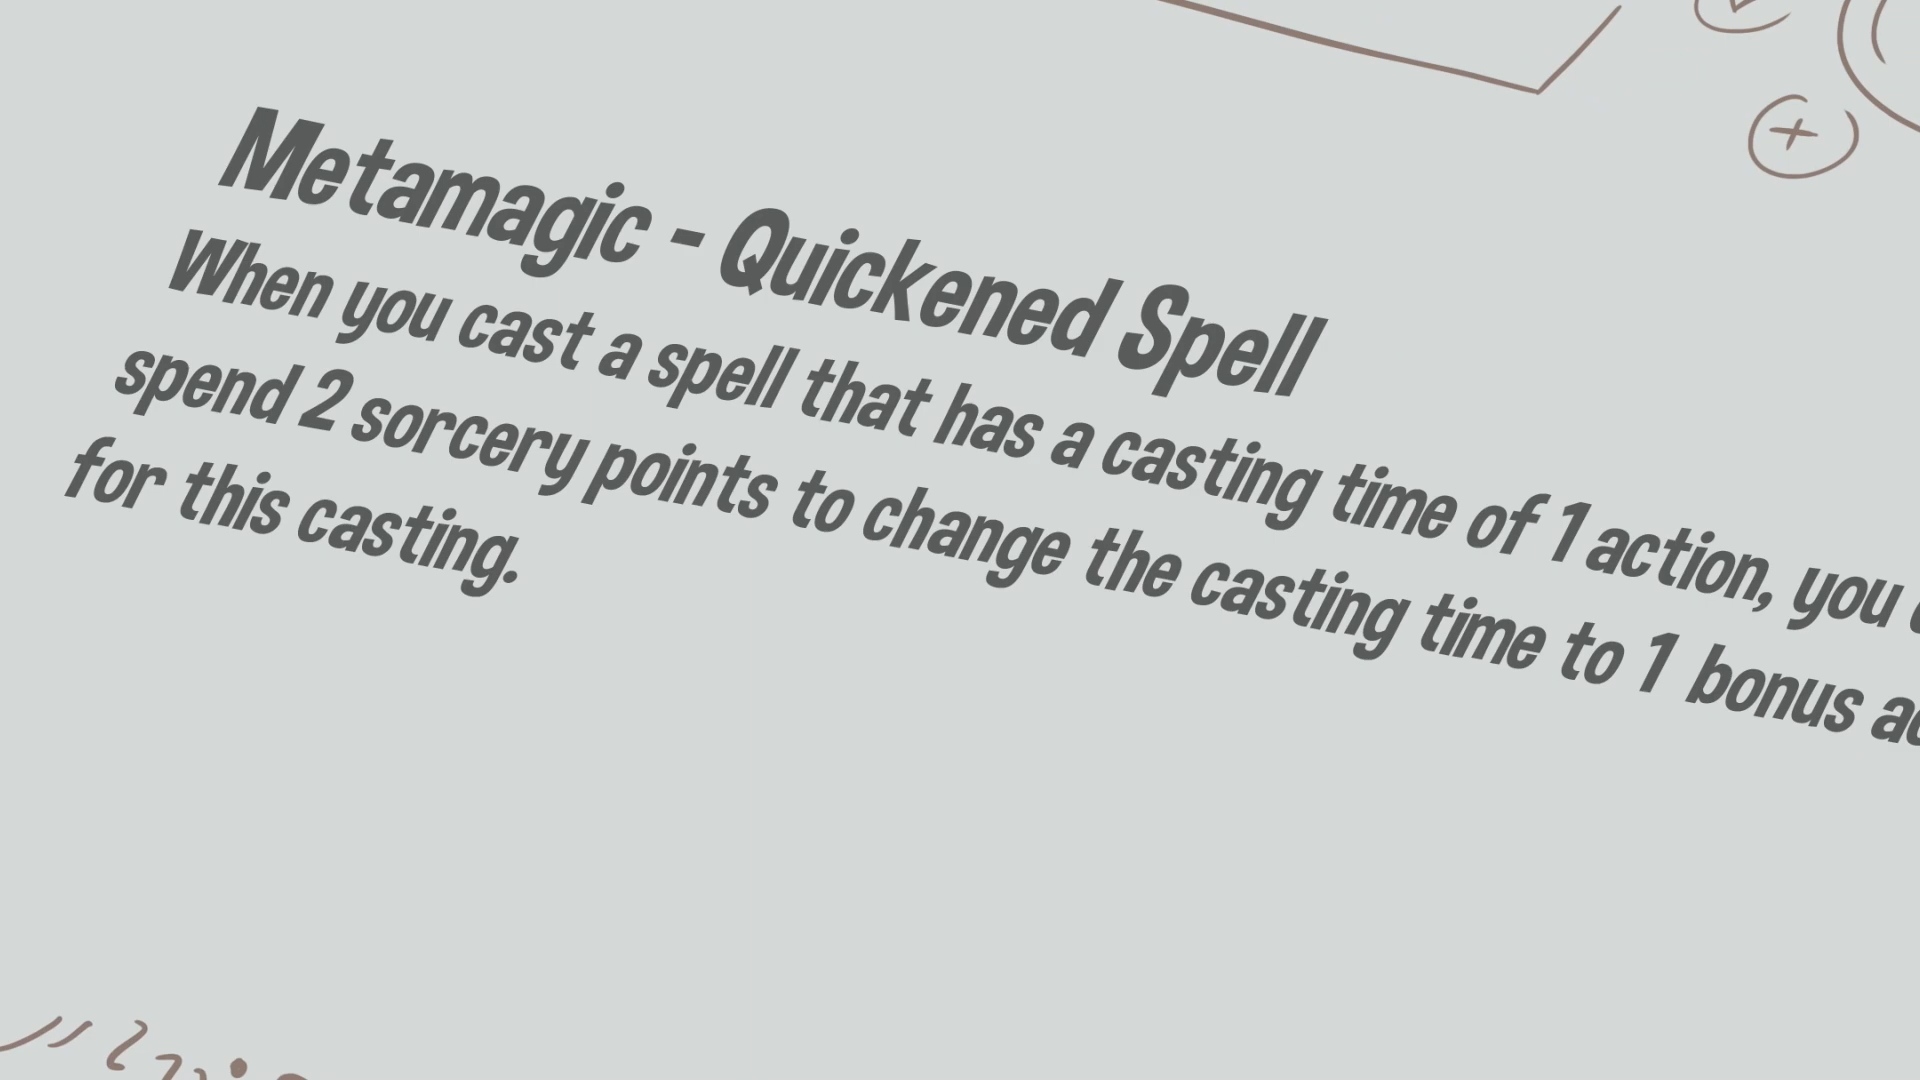 Metamagic - Quickened Spell
When you cast a spell that has a casting time of 1 action, you
spend 2 sorcery points to change the casting time to 1 bonus
for this casting.